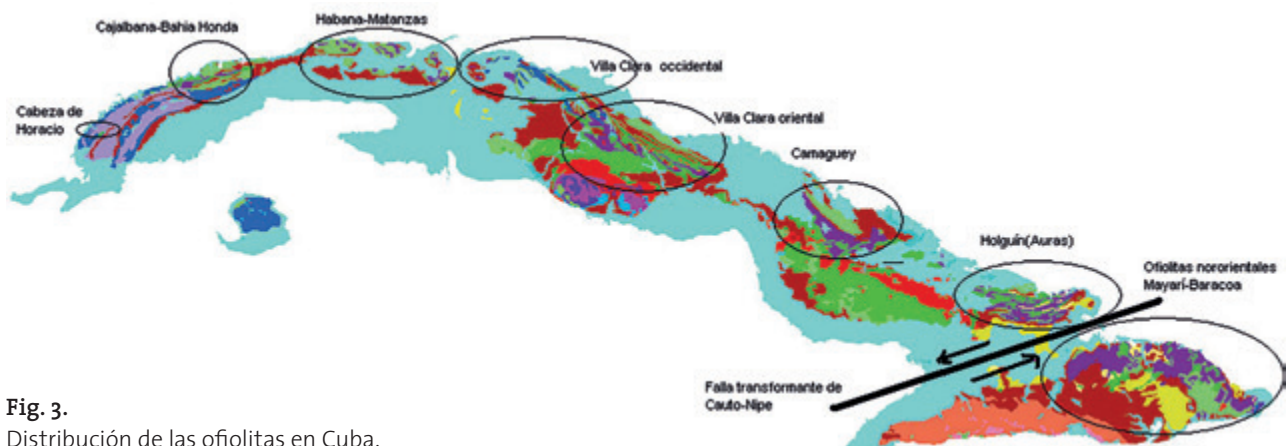 Cajalbana-Bahia Honda
Habana-Matanzas
Villa Clara occidental
Cabeza de
Horacio
Villa Clara oriental
Camaguey
Holguín(Auras)
Ofiolitas nororientales
Mayarí-Baracoa
Falla transformante de
Cauto-Nipe
Fig. 3.
Distribución de las ofiolitas en Cuba.